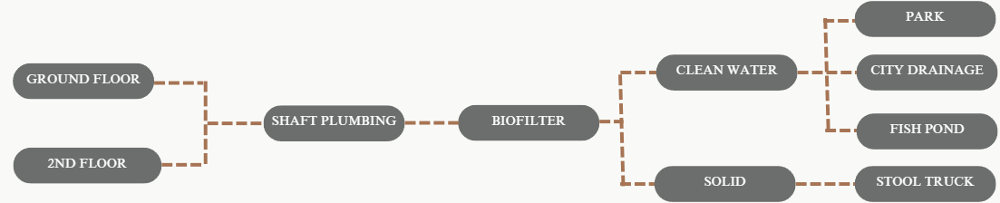 GROUND FLOOR
2ND FLOOR
SHAFT PLUMBING
BIOFILTER
CLEAN WATER
SOLID
PARK
CITY DRAINAGE
FISH POND
STOOL TRUCK